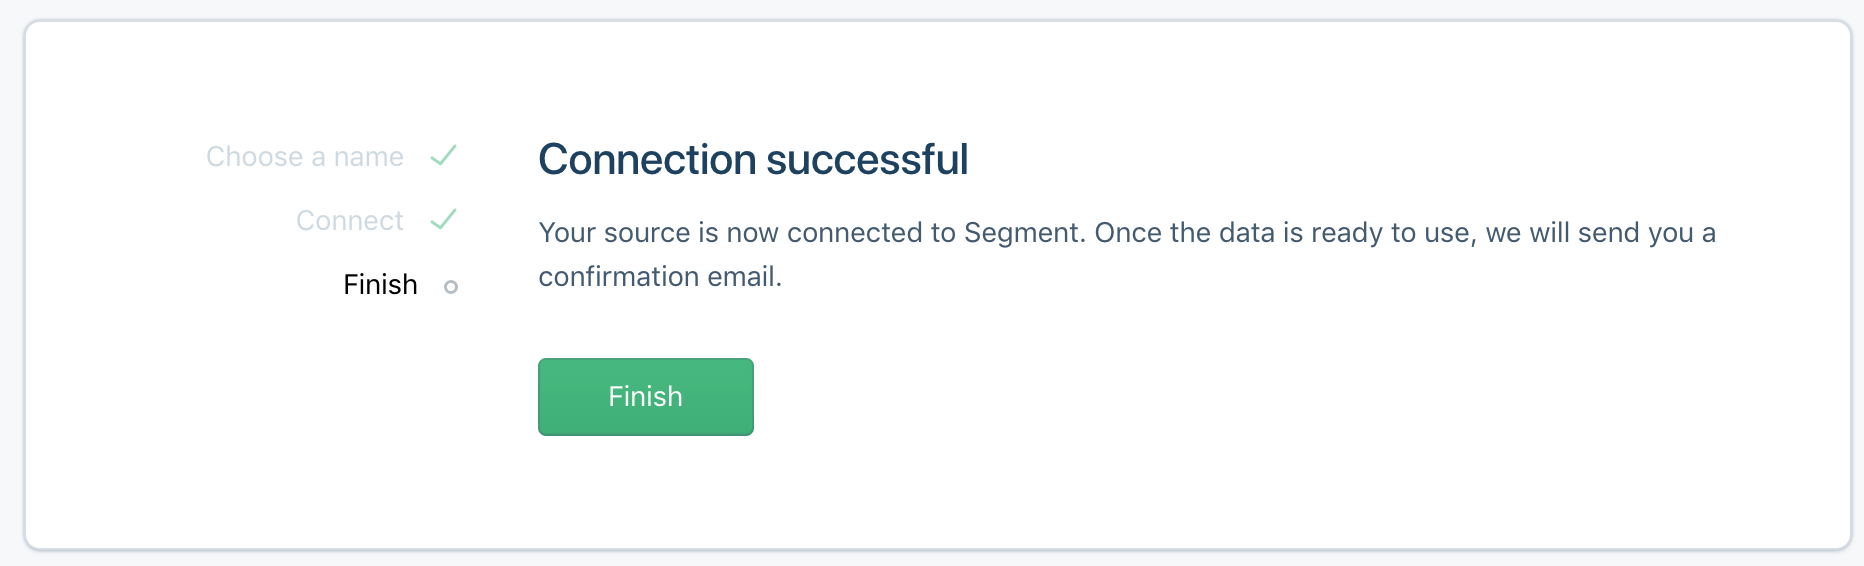 Choose a name
Connect
Finish
Connection successful
Your source is now connected to Segment. Once the data is ready to use, we will send you a
confirmation email.
Finish